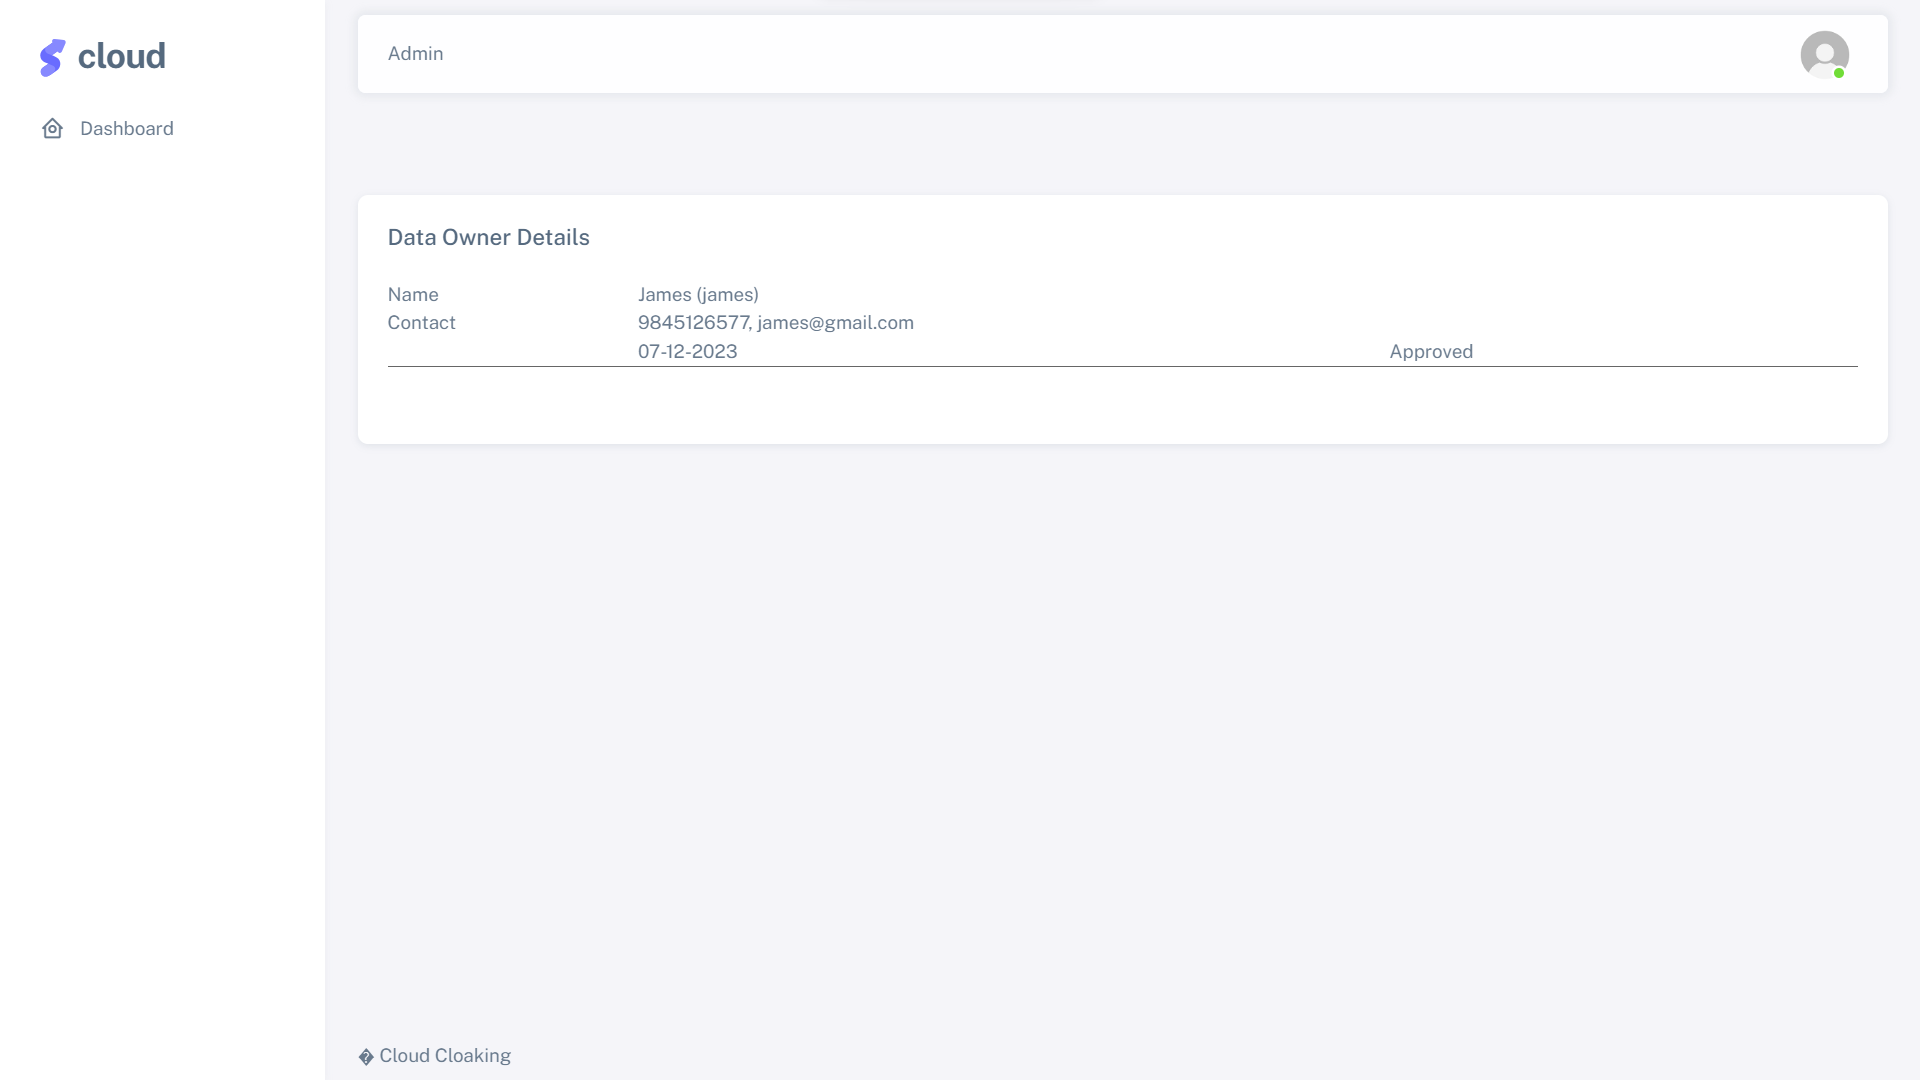 cloud
Admin
Dashboard
Data Owner Details
Name James (james)
Contact 9845126577, james@gmail.com
07-12-2023 Approved
� Cloud Cloaking